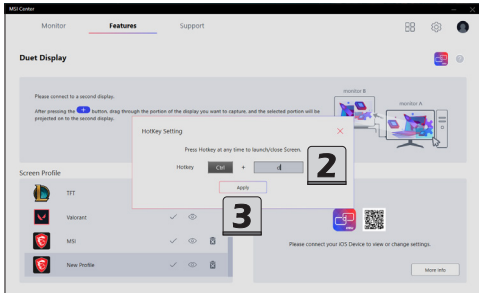 MSI Center
Monitor
Features
Support
Duet Display
Please connect to a second display.
After pressing the + button, drag through the portion of the display you want to capture, and the selected portion will be
projected on to the second display.
monitor B
monitor A
HotKey Setting
Press Hotkey at any time to launch/close Screen.
Hotkey
Ctrl
+
2
Apply
3
Screen Profile
TFT
Valorant
MSI
New Profile
Please connect your iOS Device to view or change settings.
More Info